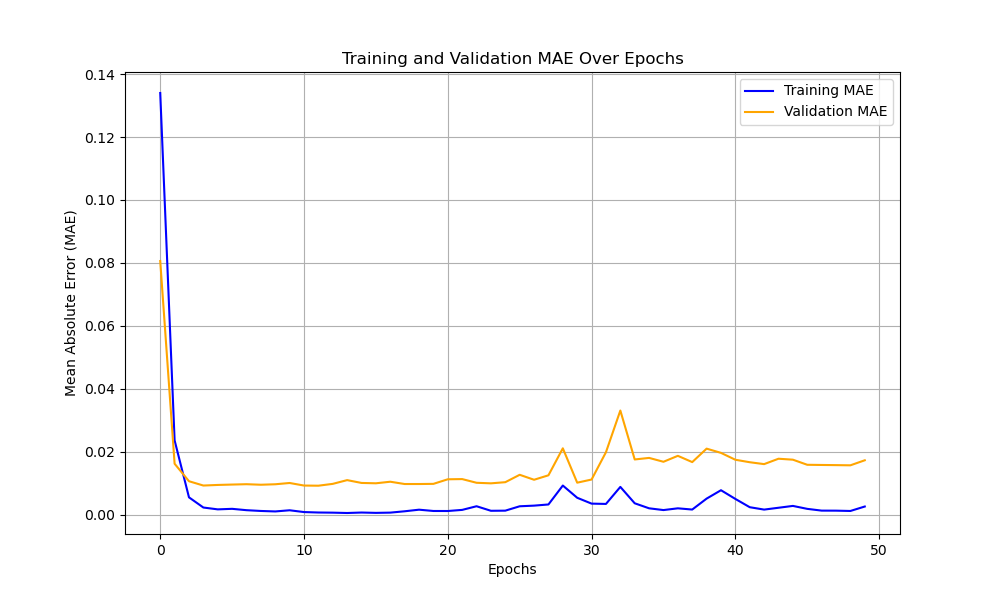 Training and Validation MAE Over Epochs
Training MAE
Validation MAE
Mean Absolute Error (MAE)
0.14
0.12
0.10
0.08
0.06
0.04
0.02
0.00
0 10 20 30 40 50
Epochs